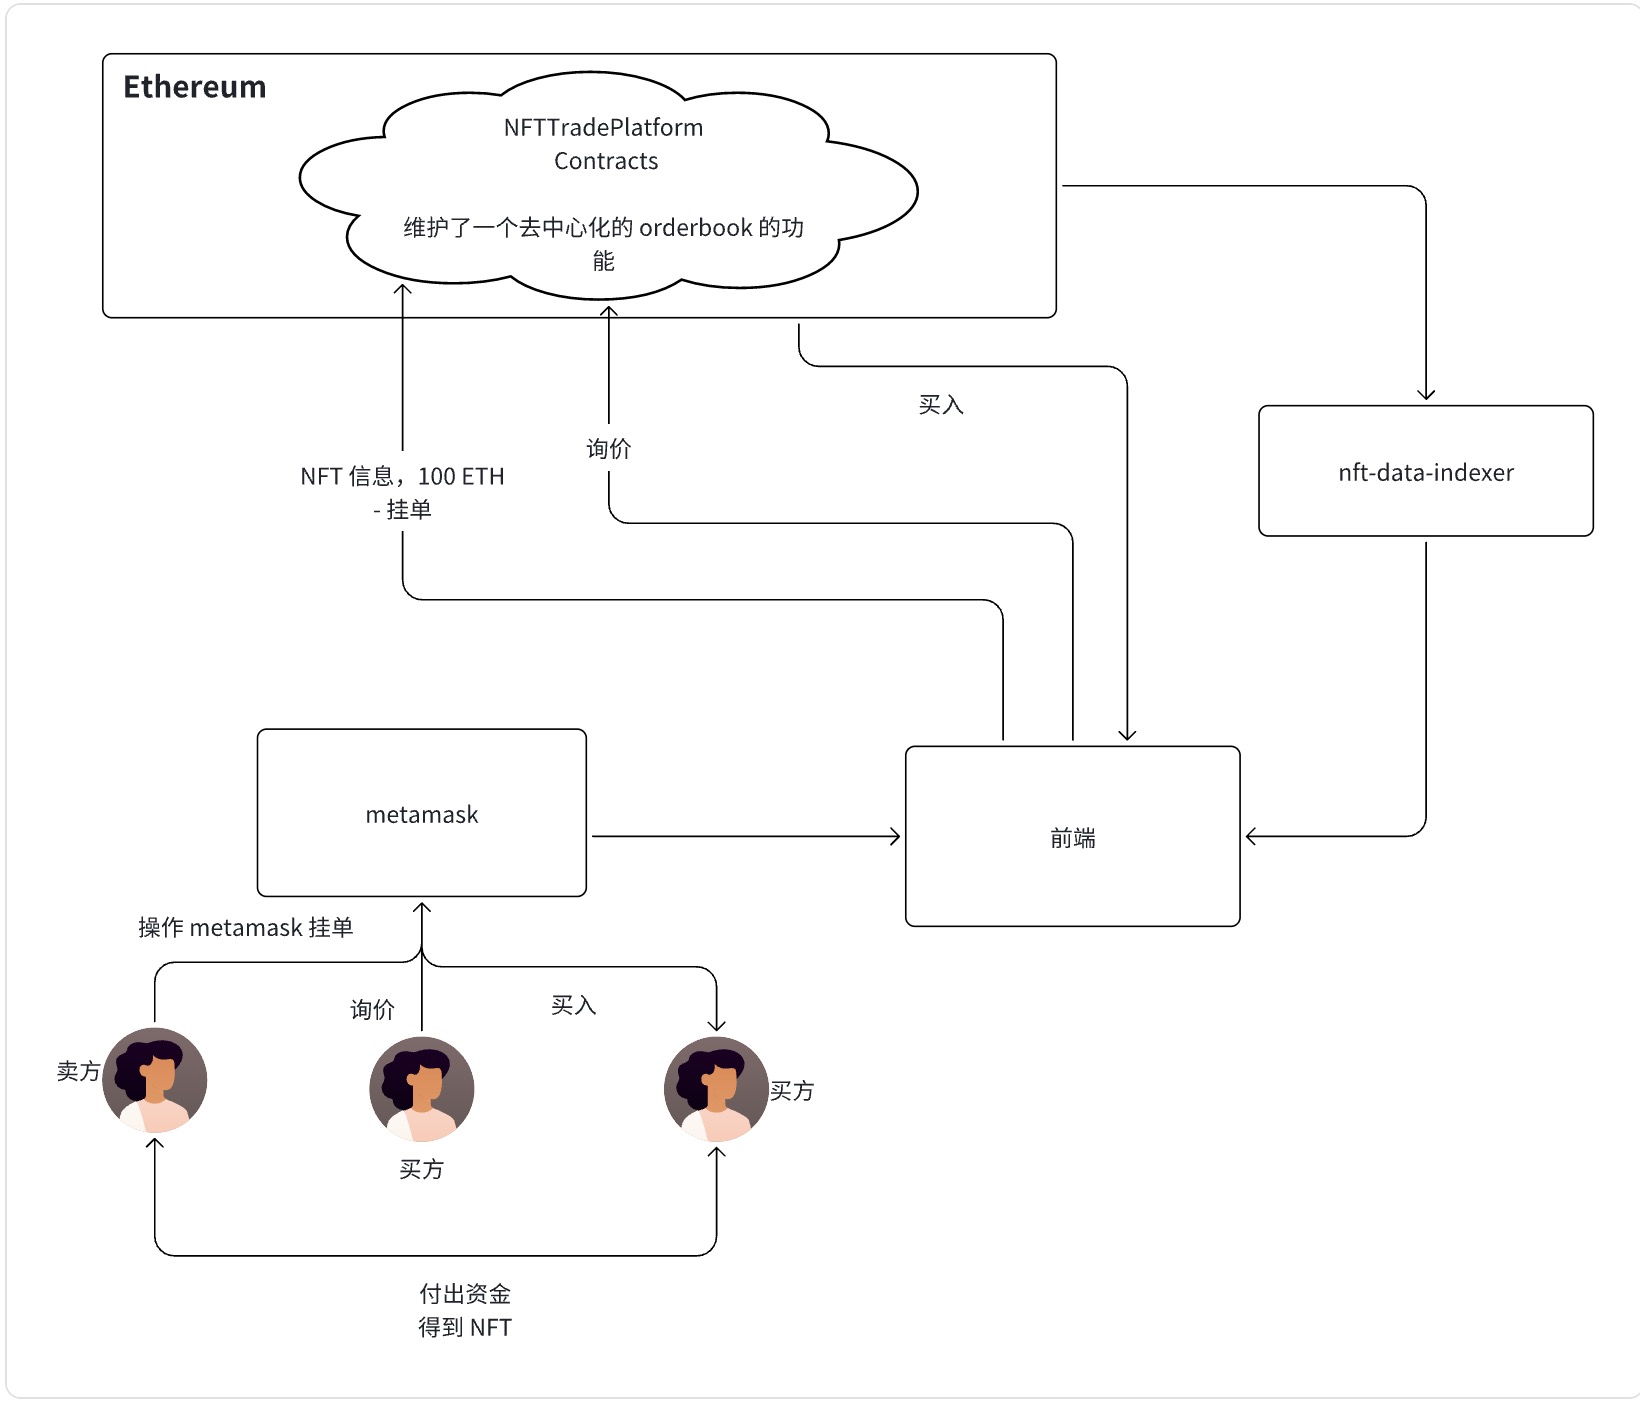 Ethereum
NFTTradePlatform
Contracts
维护了一个去中心化的 orderbook 的功
能
买入
询价
NFT 信息，100 ETH
- 挂单
nft-data-indexer
metamask
前端
操作 metamask 挂单
询价
买入
卖方
买方
买方
付出资金
得到 NFT